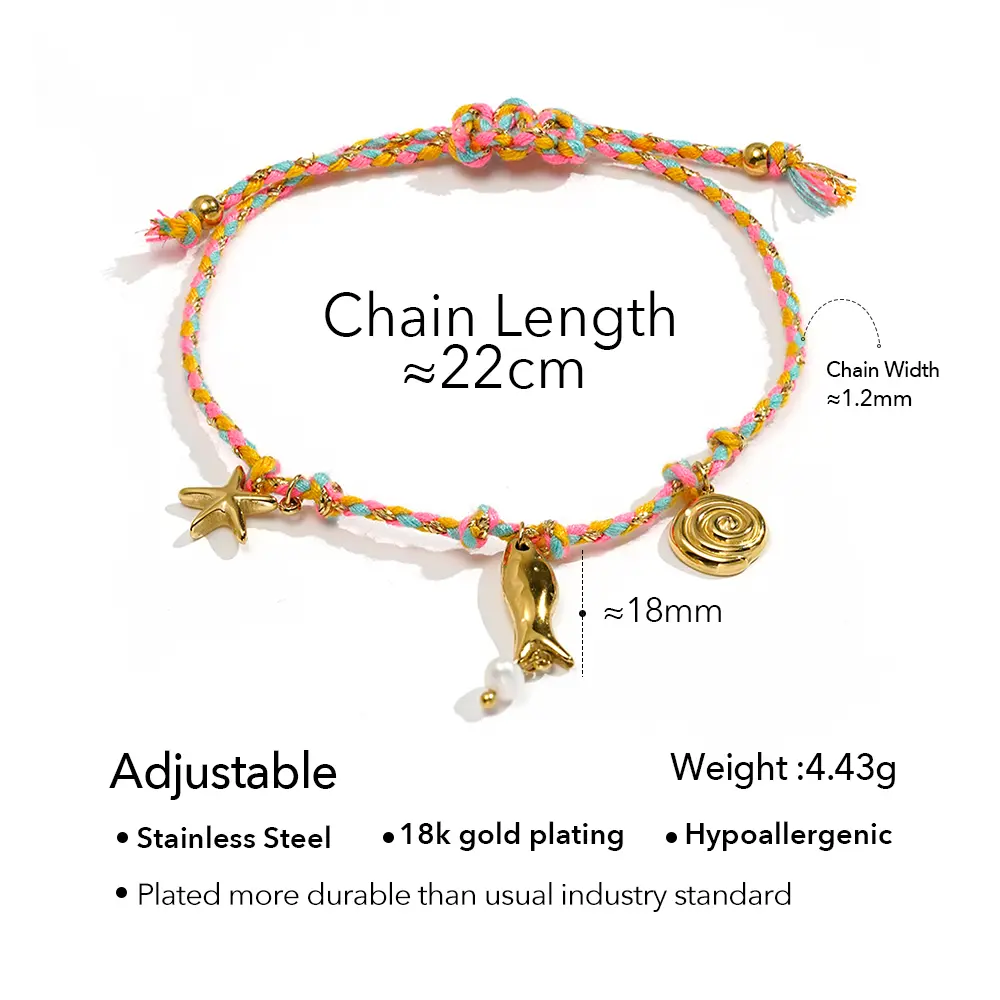 Chain Length
≈22cm
Chain Width
≈1.2mm
≈18mm
Adjustable
Weight :4.43g
• Stainless Steel
• 18k gold plating
• Hypoallergenic
• Plated more durable than usual industry standard